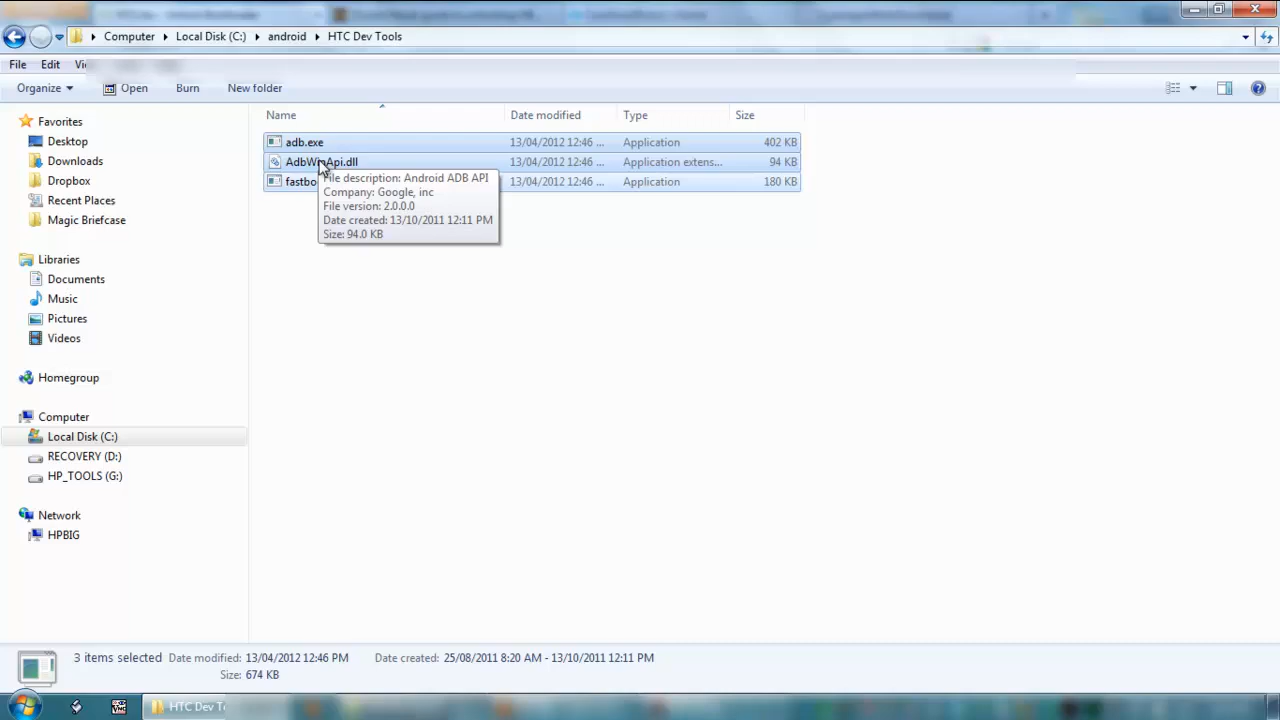 Computer Local Disk (C:) android HTC Dev Tools
File Edit
Organize Open Burn New folder
Name Date modified Type Size
adb.exe 13/04/2012 12:46 ... Application 402 KB
AdbWinApi.dll 13/04/2012 12:46 ... Application extens... 94 KB
fastbo 13/04/2012 12:46 ... Application 180 KB
File description: Android ADB API
Company: Google, inc
File version: 2.0.0.0
Date created: 13/10/2011 12:11 PM
Size: 94.0 KB
Favorites
Desktop
Downloads
Dropbox
Recent Places
Magic Briefcase
Libraries
Documents
Music
Pictures
Videos
Homegroup
Computer
Local Disk (C:)
RECOVERY (D:)
HP_TOOLS (G:)
Network
HPBIG
3 items selected Date modified: 13/04/2012 12:46 PM Date created: 25/08/2011 8:20 AM - 13/10/2011 12:11 PM
Size: 674 KB
HTC Dev T